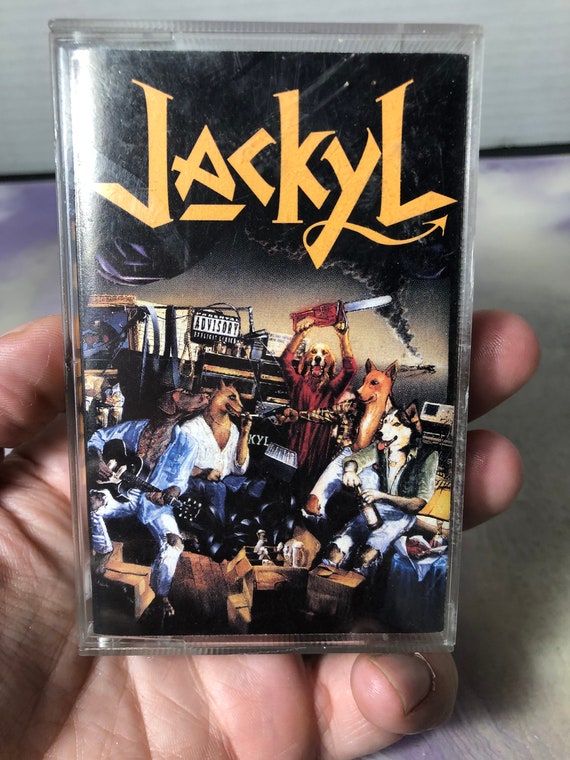 JackyL
PARENTAL
ADVISORY
EXPLICIT LYRICS
KYL